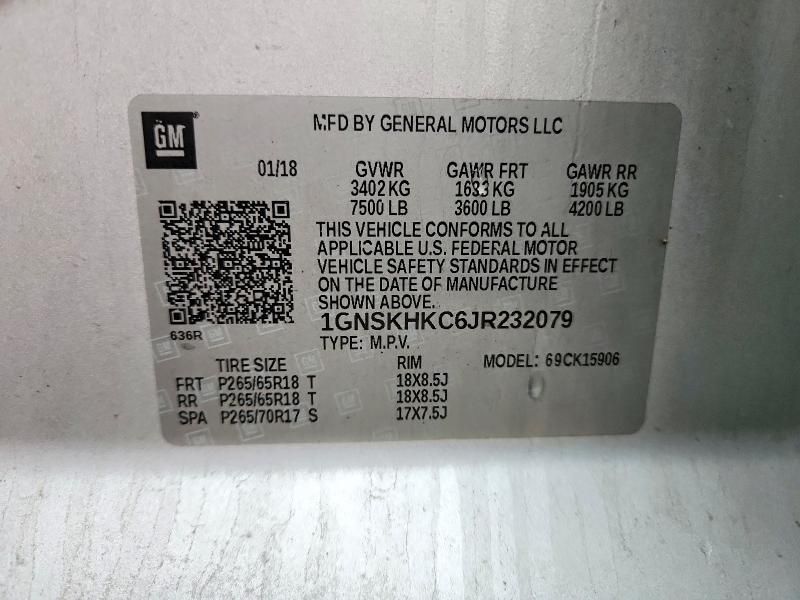 GM
MFD BY GENERAL MOTORS LLC
01/18 GVWR GAWR FRT GAWR RR
3402 KG 1633 KG 1905 KG
7500 LB 3600 LB 4200 LB
THIS VEHICLE CONFORMS TO ALL
APPLICABLE U.S. FEDERAL MOTOR
VEHICLE SAFETY STANDARDS IN EFFECT
ON THE DATE OF MANUFACTURE
SHOWN ABOVE.
1GNSKHKC6JR232079
636R
TYPE: M.P.V.
TIRE SIZE RIM MODEL: 69CK15906
FRT P265/65R18 T 18X8.5J
RR P265/65R18 T 18X8.5J
SPA P265/70R17 S 17X7.5J